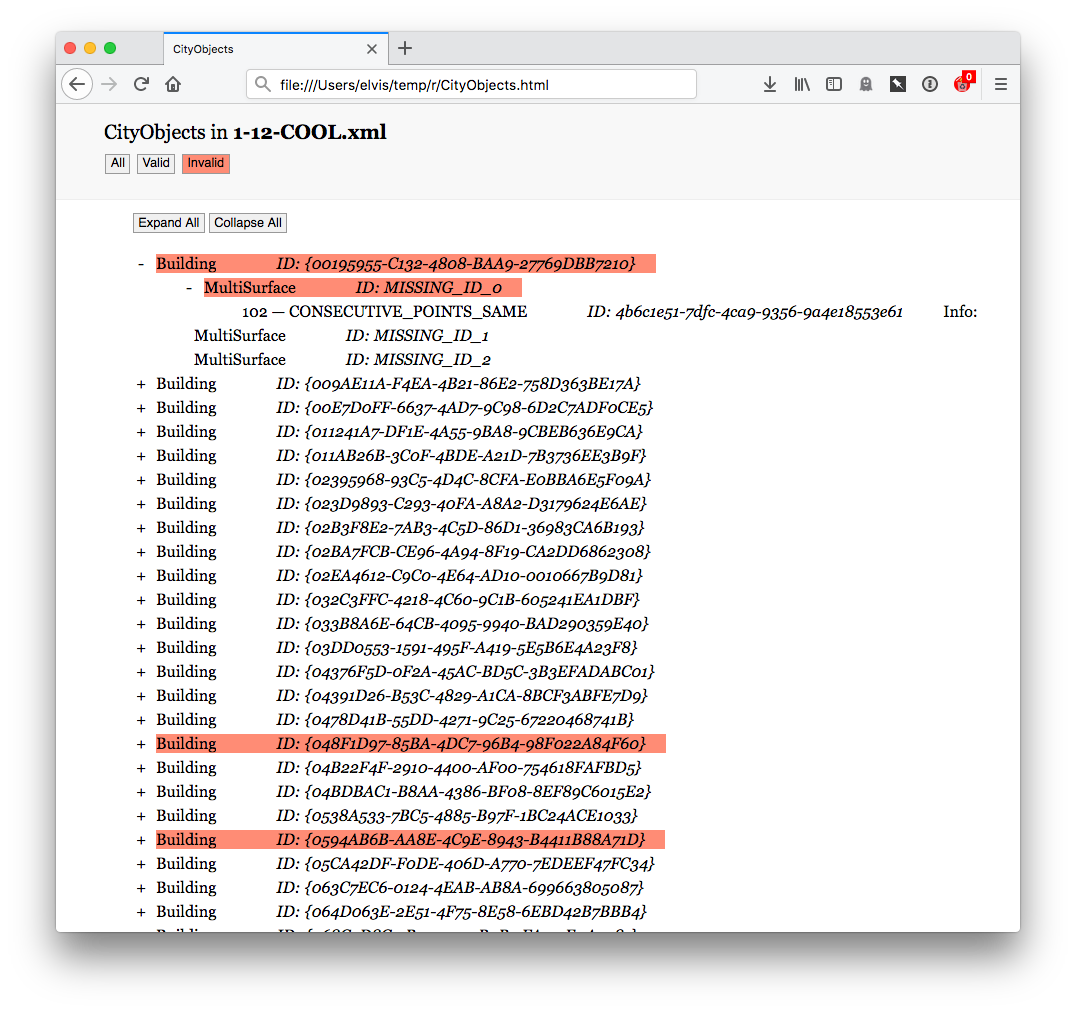 CityObjects
file:///Users/elvis/temp/r/CityObjects.html
0
CityObjects in 1-12-COOL.xml
All Valid Invalid
Expand All Collapse All
- Building ID: {00195955-C132-4808-BAA9-27769DBB7210}
- MultiSurface ID: MISSING_ID_0
102 — CONSECUTIVE_POINTS_SAME ID: 4b6c1e51-7dfc-4ca9-9356-9a4e18553e61 Info:
MultiSurface ID: MISSING_ID_1
MultiSurface ID: MISSING_ID_2
+ Building ID: {009AE11A-F4EA-4B21-86E2-758D363BE17A}
+ Building ID: {00E7D0FF-6637-4AD7-9C98-6D2C7ADF0CE5}
+ Building ID: {011241A7-DF1E-4A55-9BA8-9CBEB636E9CA}
+ Building ID: {011AB26B-3C0F-4BDE-A21D-7B3736EE3B9F}
+ Building ID: {02395968-93C5-4D4C-8CFA-E0BBA6E5F09A}
+ Building ID: {023D9893-C293-40FA-A8A2-D3179624E6AE}
+ Building ID: {02B3F8E2-7AB3-4C5D-86D1-36983CA6B193}
+ Building ID: {02BA7FCB-CE96-4A94-8F19-CA2DD6862308}
+ Building ID: {02EA4612-C9C0-4E64-AD10-0010667B9D81}
+ Building ID: {032C3FFC-4218-4C60-9C1B-605241EA1DBF}
+ Building ID: {033B8A6E-64CB-4095-9940-BAD290359E40}
+ Building ID: {03DD0553-1591-495F-A419-5E5B6E4A23F8}
+ Building ID: {04376F5D-0F2A-45AC-BD5C-3B3EFADABC01}
+ Building ID: {04391D26-B53C-4829-A1CA-8BCF3ABFE7D9}
+ Building ID: {0478D41B-55DD-4271-9C25-67220468741B}
+ Building ID: {048F1D97-85BA-4DC7-96B4-98F022A84F60}
+ Building ID: {04B22F4F-2910-4400-AF00-754618FAFBD5}
+ Building ID: {04BDBAC1-B8AA-4386-BF08-8EF89C6015E2}
+ Building ID: {0538A533-7BC5-4885-B97F-1BC24ACE1033}
+ Building ID: {0594AB6B-AA8E-4C9E-8943-B4411B88A71D}
+ Building ID: {05CA42DF-F0DE-406D-A770-7EDEEF47FC34}
+ Building ID: {063C7EC6-0124-4EAB-AB8A-699663805087}
+ Building ID: {064D063E-2E51-4F75-8E58-6EBD42B7BBB4}